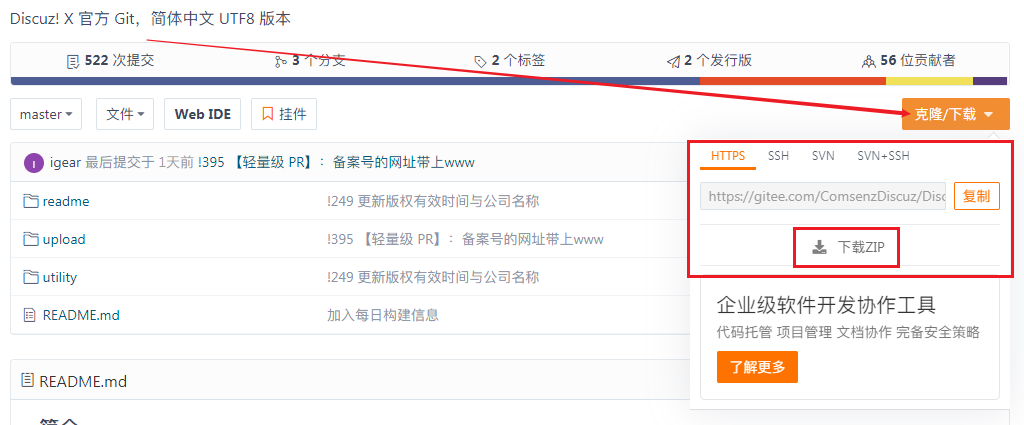 Discuz! X 官方 Git，简体中文 UTF8 版本
522 次提交 3 个分支 2 个标签 2 个发行版 56 位贡献者
master 文件 Web IDE 挂件 克隆/下载
HTTPS SSH SVN SVN+SSH
I igear 最后提交于 1天前 !395 【轻量级 PR】：备案号的网址带上www
https://gitee.com/ComsenzDiscuz/Disc 复制
readme !249 更新版权有效时间与公司名称
upload !395 【轻量级 PR】：备案号的网址带上www
下载ZIP
utility !249 更新版权有效时间与公司名称
README.md 加入每日构建信息
企业级软件开发协作工具
代码托管 项目管理 文档协作 完备安全策略
了解更多
README.md
简介